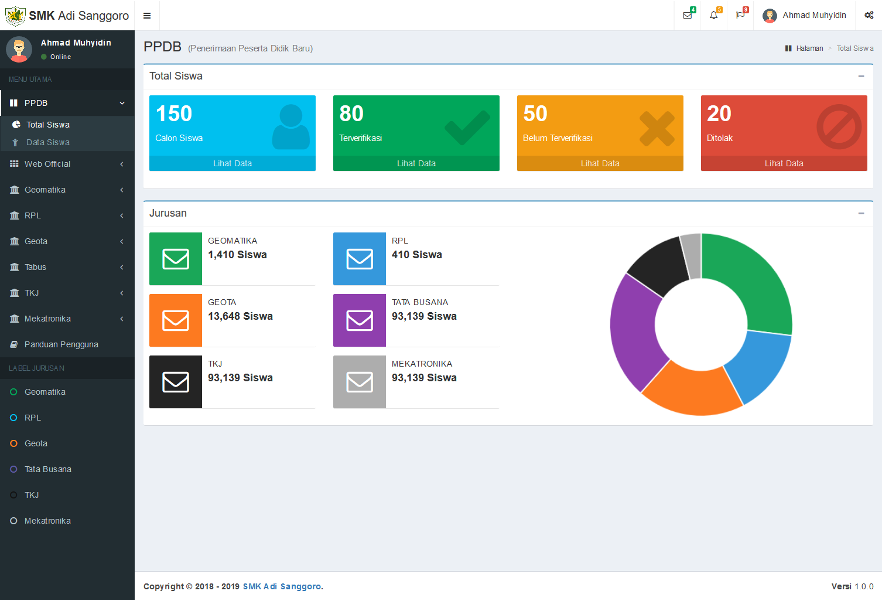 SMK Adi Sanggoro
4
0
9
Ahmad Muhyidin
Ahmad Muhyidin
Online
PPDB (Penerimaan Peserta Didik Baru)
Halaman > Total Siswa
MENU UTAMA
PPDB
Total Siswa
Data Siswa
Web Official
Geomatika
RPL
Geota
Tabus
TKJ
Mekatronika
Panduan Pengguna
LABEL JURUSAN
Geomatika
RPL
Geota
Tata Busana
TKJ
Mekatronika
Total Siswa
150
Calon Siswa
Lihat Data
80
Terverifikasi
Lihat Data
50
Belum Terverifikasi
Lihat Data
20
Ditolak
Lihat Data
Jurusan
GEOMATIKA
1,410 Siswa
RPL
410 Siswa
GEOTA
13,648 Siswa
TATA BUSANA
93,139 Siswa
TKJ
93,139 Siswa
MEKATRONIKA
93,139 Siswa
Copyright © 2018 - 2019 SMK Adi Sanggoro.
Versi 1.0.0